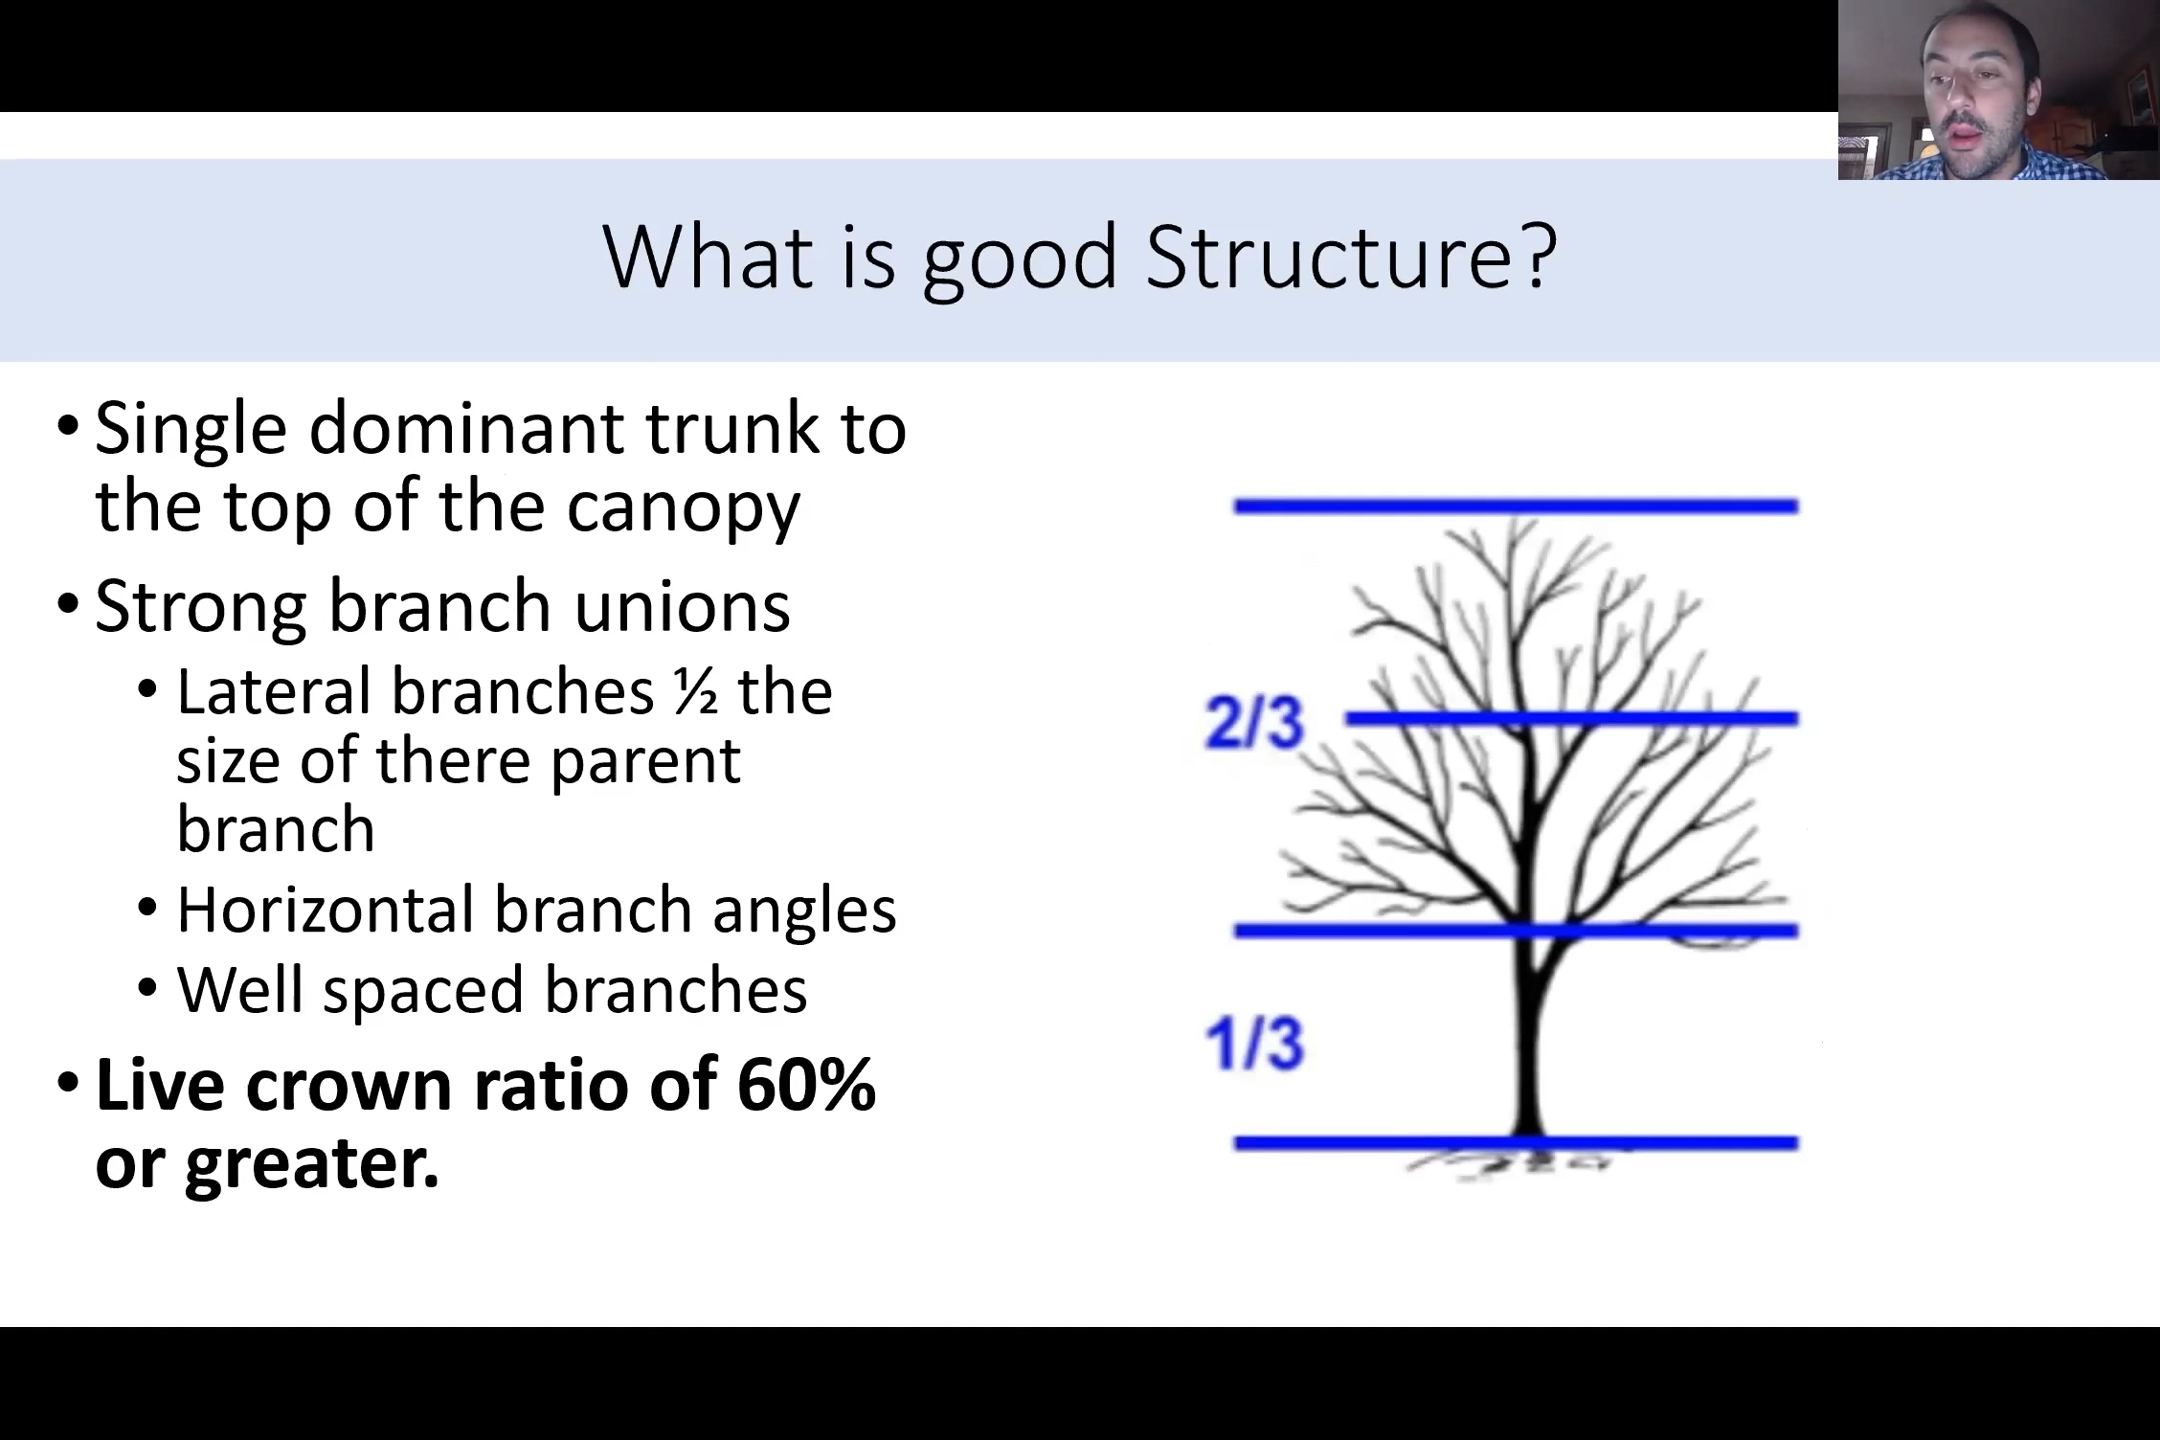 What is good Structure?
• Single dominant trunk to
the top of the canopy
• Strong branch unions
• Lateral branches ½ the
size of there parent
branch
• Horizontal branch angles
• Well spaced branches
• Live crown ratio of 60%
or greater.
2/3
1/3